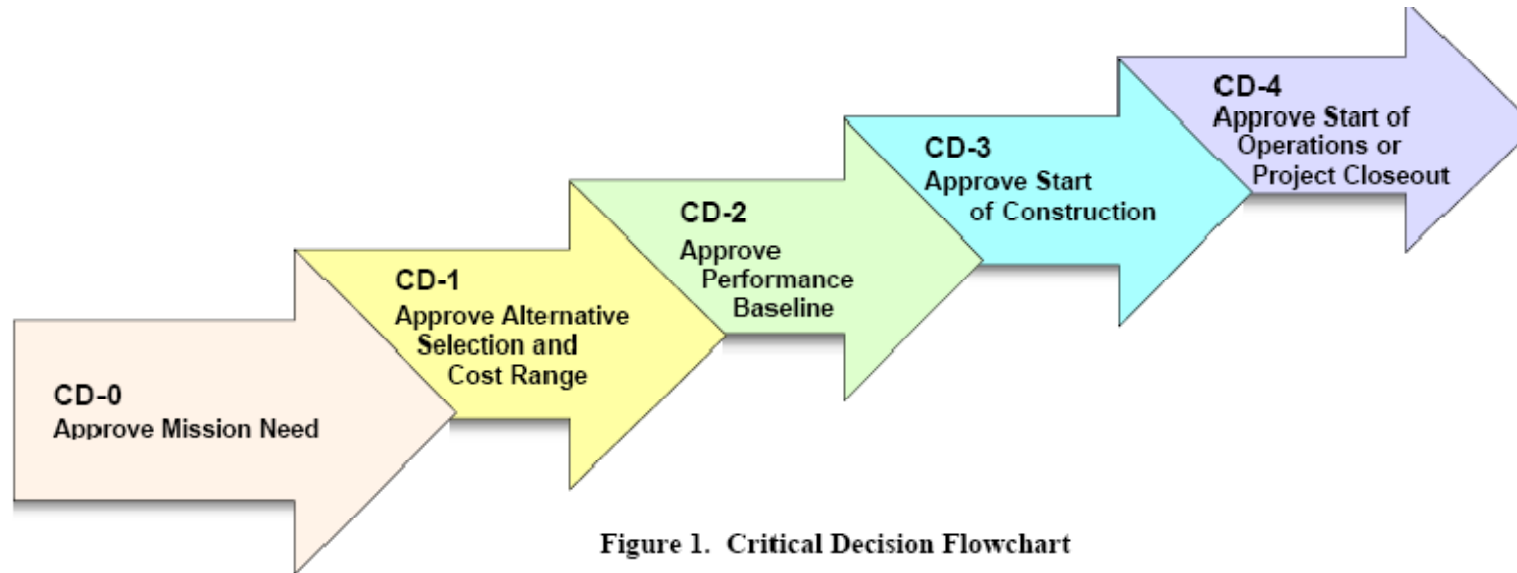 CD-0
Approve Mission Need
CD-1
Approve Alternative
Selection and
Cost Range
CD-2
Approve
Performance
Baseline
CD-3
Approve Start
of Construction
CD-4
Approve Start of
Operations or
Project Closeout
Figure 1. Critical Decision Flowchart